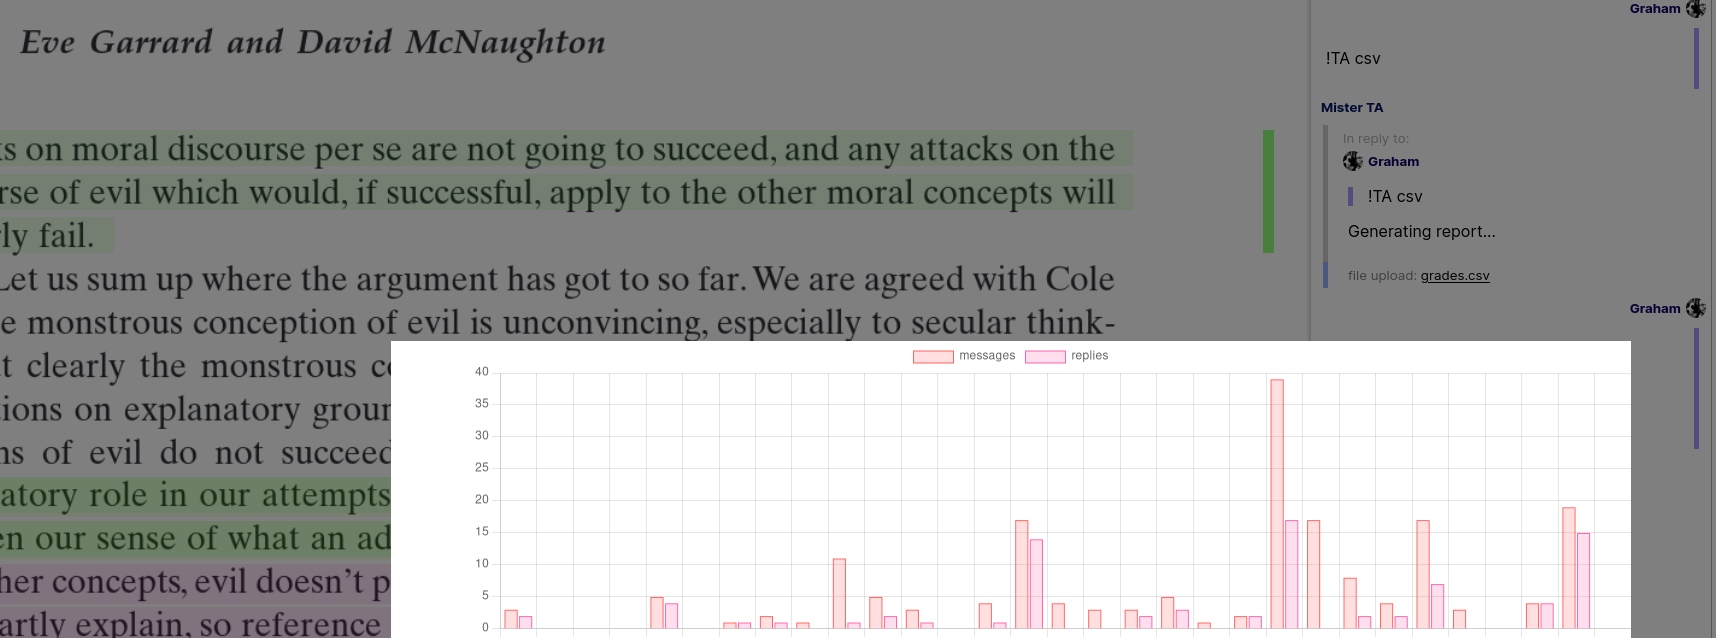 Eve Garrard and David McNaughton
s on moral discourse per se are not going to succeed, and any attacks on the
rse of evil which would, if successful, apply to the other moral concepts will
ly fail.
Let us sum up where the argument has got to so far. We are agreed with Cole
e monstrous conception of evil is unconvincing, especially to secular think-
t clearly the monstrous co
tions on explanatory groun
ns of evil do not succeed
atory role in our attempts
en our sense of what an ad
her concepts, evil doesn't p
artly explain, so reference
Graham
!TA csv
Mister TA
In reply to:
Graham
!TA csv
Generating report...
file upload: grades.csv
Graham
messages replies
40
35
30
25
20
15
10
5
0